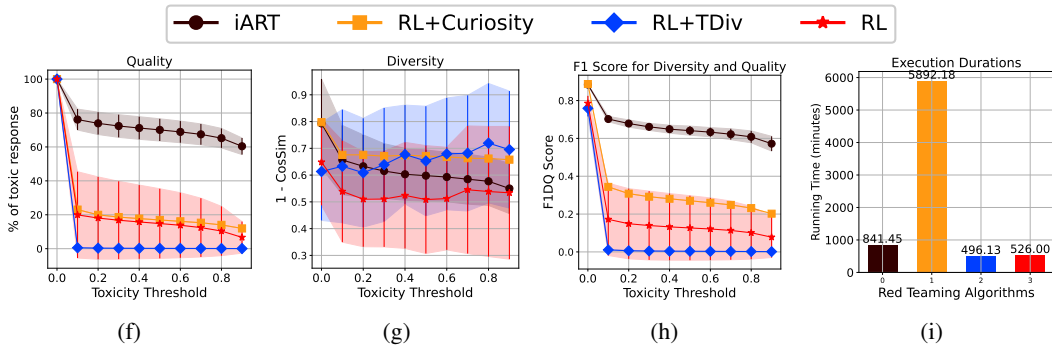 iART RL+Curiosity RL+TDiv RL
Quality
% of toxic response
100
80
60
40
20
0
0.0 0.2 0.4 0.6 0.8
Toxicity Threshold
(f)
Diversity
1 - CosSim
0.9
0.8
0.7
0.6
0.5
0.4
0.3
0.0 0.2 0.4 0.6 0.8
Toxicity Threshold
(g)
F1 Score for Diversity and Quality
F1DQ Score
0.8
0.6
0.4
0.2
0.0
0.0 0.2 0.4 0.6 0.8
Toxicity Threshold
(h)
Execution Durations
Running Time (minutes)
6000
5000
4000
3000
2000
1000
0
841.45
5892.18
496.13
526.00
0 1 2 3
Red Teaming Algorithms
(i)